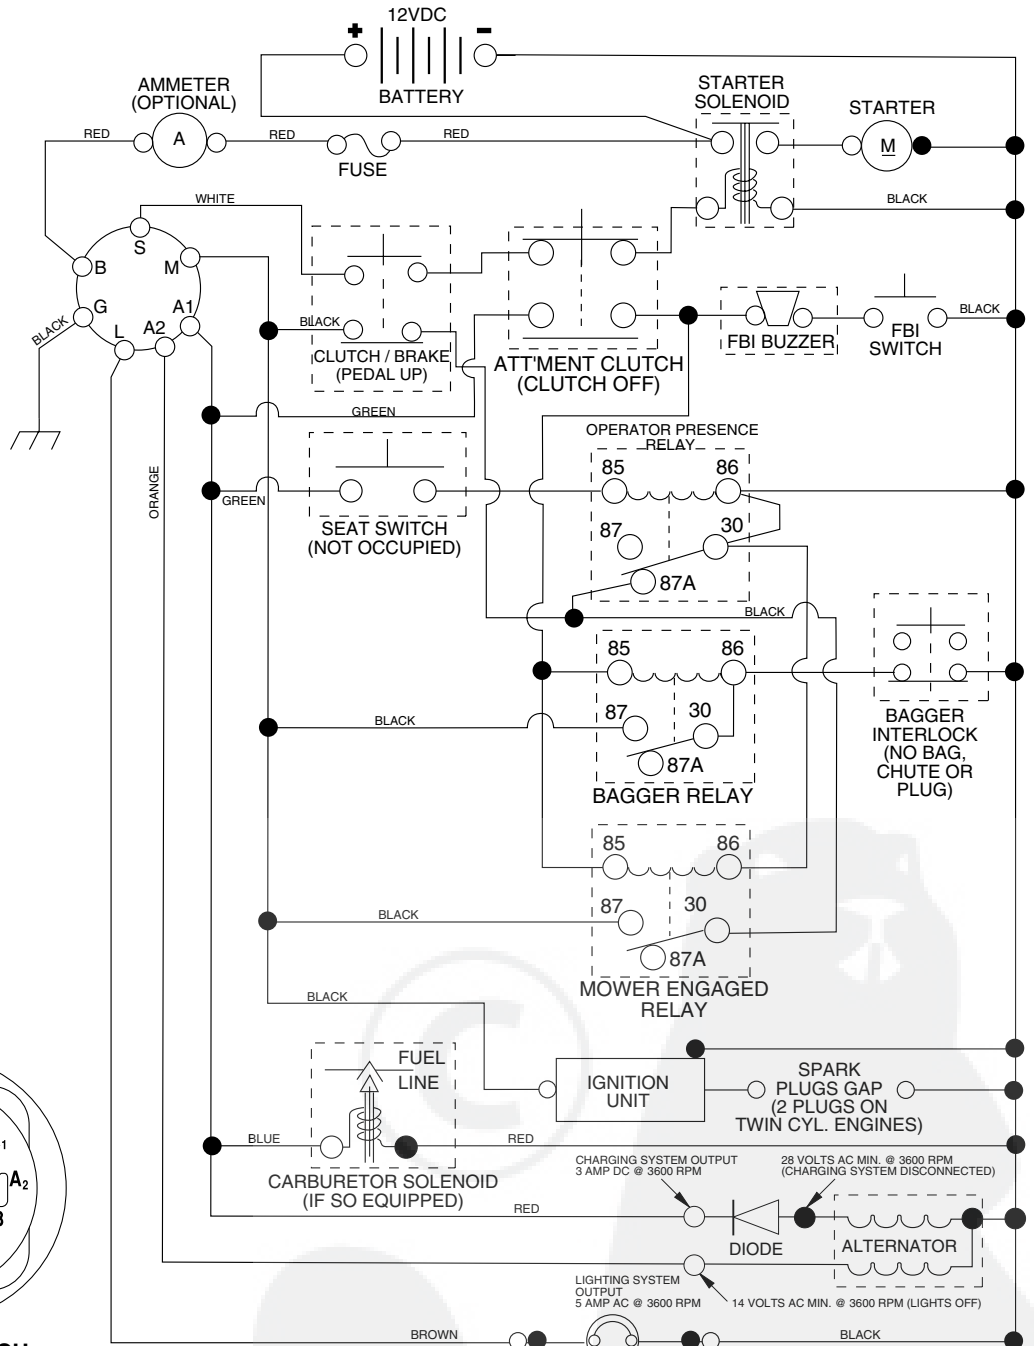 12VDC
+
-
BATTERY
AMMETER
(OPTIONAL)
STARTER
SOLENOID
STARTER
RED
A
RED
FUSE
RED
M
WHITE
BLACK
S
B
M
G
A1
L
A2
BLACK
BLACK
CLUTCH / BRAKE
(PEDAL UP)
ATT'MENT CLUTCH
(CLUTCH OFF)
FBI BUZZER
FBI
SWITCH
BLACK
GREEN
OPERATOR PRESENCE
RELAY
85
86
ORANGE
GREEN
SEAT SWITCH
(NOT OCCUPIED)
87
30
87A
BLACK
85
86
87
30
87A
BLACK
BAGGER RELAY
BAGGER
INTERLOCK
(NO BAG,
CHUTE OR
PLUG)
85
86
87
30
87A
BLACK
MOWER ENGAGED
RELAY
BLACK
FUEL
LINE
IGNITION
UNIT
SPARK
PLUGS GAP
(2 PLUGS ON
TWIN CYL. ENGINES)
BLUE
RED
CARBURETOR SOLENOID
(IF SO EQUIPPED)
CHARGING SYSTEM OUTPUT
3 AMP DC @ 3600 RPM
28 VOLTS AC MIN. @ 3600 RPM
(CHARGING SYSTEM DISCONNECTED)
1
A2
RED
DIODE
ALTERNATOR
LIGHTING SYSTEM
OUTPUT
5 AMP AC @ 3600 RPM
14 VOLTS AC MIN. @ 3600 RPM (LIGHTS OFF)
BROWN
BLACK
©